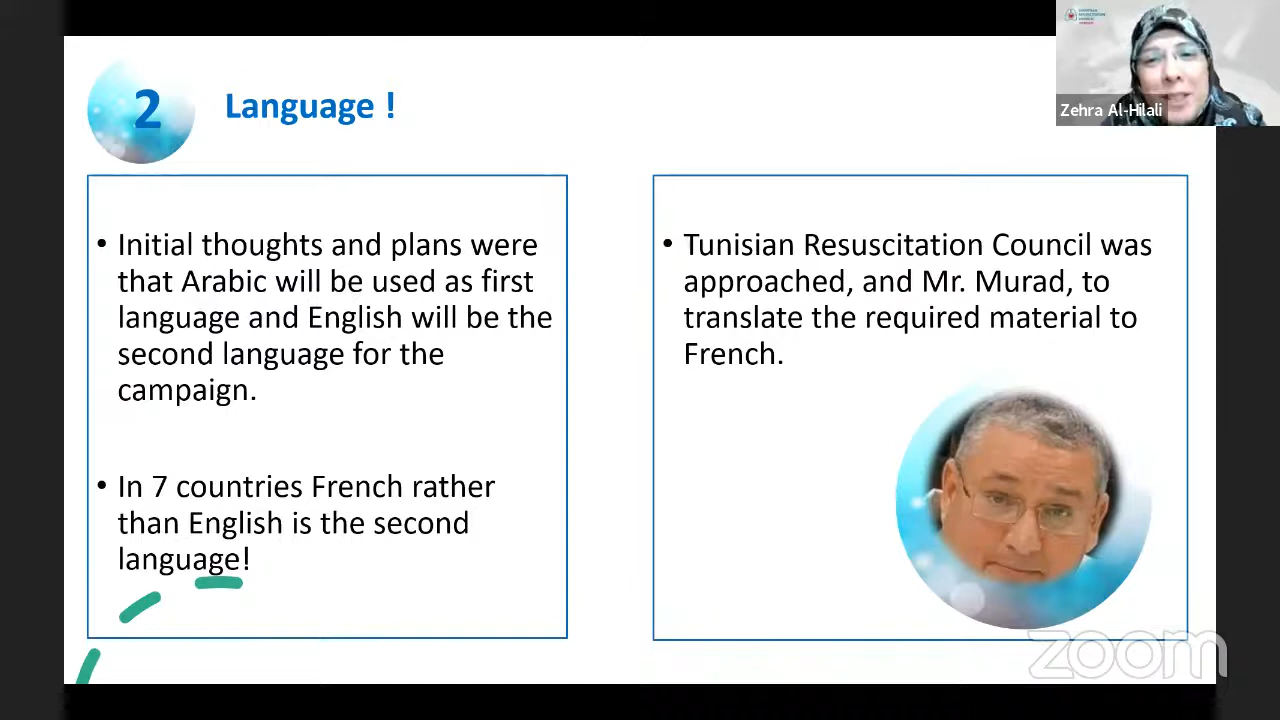 2
Language !
Zehra Al-Hilali
• Initial thoughts and plans were
that Arabic will be used as first
language and English will be the
second language for the
campaign.
• In 7 countries French rather
than English is the second
language!
• Tunisian Resuscitation Council was
approached, and Mr. Murad, to
translate the required material to
French.
zoom